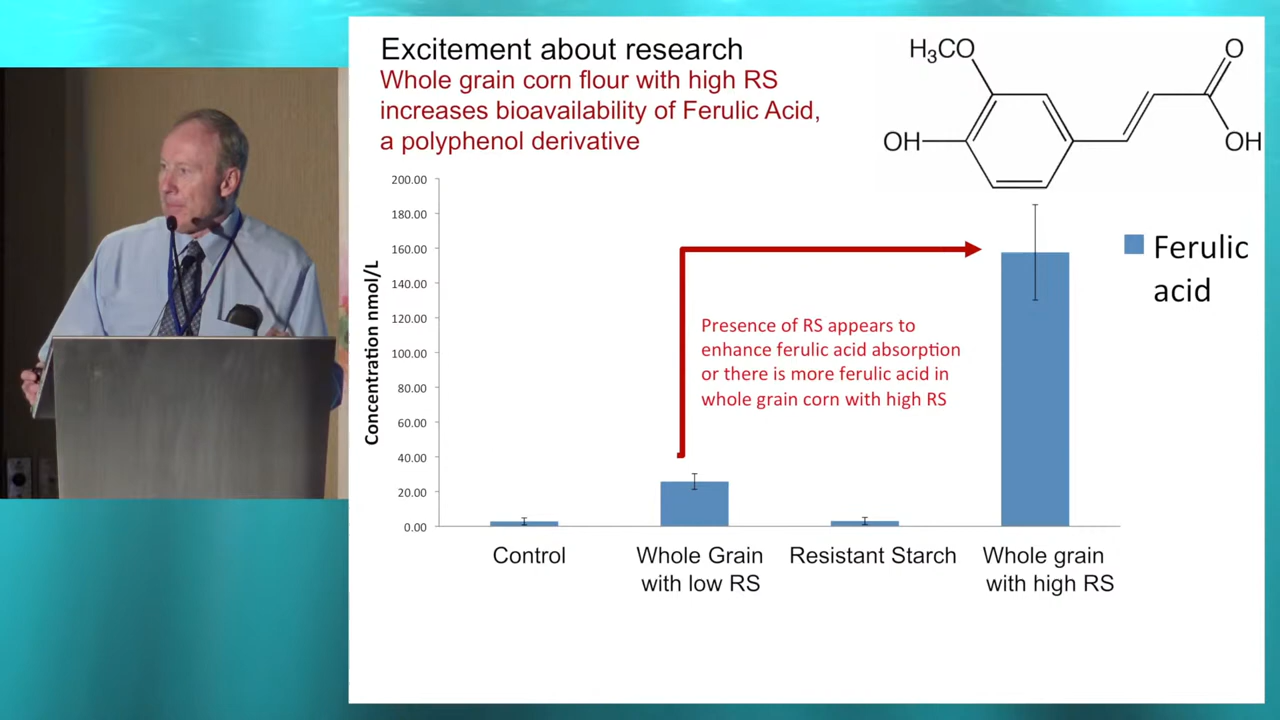 Excitement about research
Whole grain corn flour with high RS
increases bioavailability of Ferulic Acid,
a polyphenol derivative
H3CO
O
OH
OH
200.00
180.00
160.00
140.00
120.00
100.00
80.00
60.00
40.00
20.00
0.00
Concentration nmol/L
Presence of RS appears to
enhance ferulic acid absorption
or there is more ferulic acid in
whole grain corn with high RS
Ferulic
acid
Control
Whole Grain
with low RS
Resistant Starch
Whole grain
with high RS